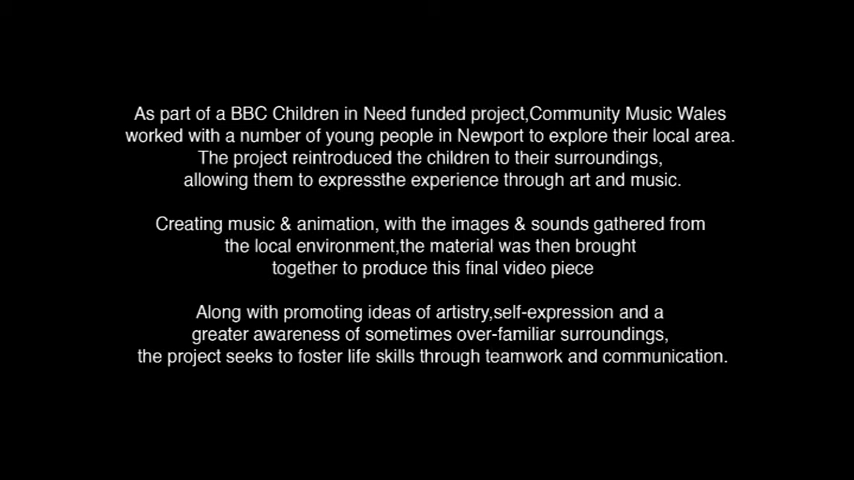 As part of a BBC Children in Need funded project,Community Music Wales
worked with a number of young people in Newport to explore their local area.
The project reintroduced the children to their surroundings,
allowing them to expressthe experience through art and music.
Creating music & animation, with the images & sounds gathered from
the local environment,the material was then brought
together to produce this final video piece
Along with promoting ideas of artistry,self-expression and a
greater awareness of sometimes over-familiar surroundings,
the project seeks to foster life skills through teamwork and communication.